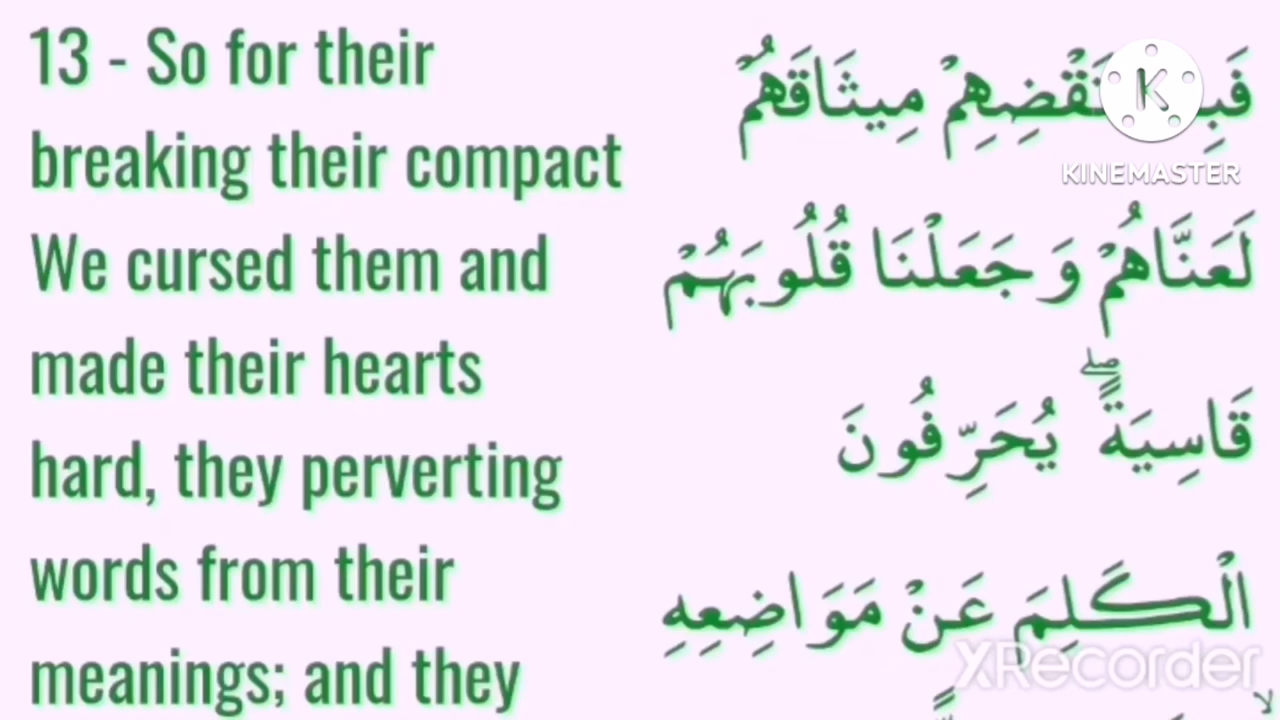 13 - So for their
breaking their compact
We cursed them and
made their hearts
hard, they perverting
words from their
meanings; and they
نَقْضِهِمْ مِيثَاقَهُمْ
لَعَنَّاهُمْ وَ جَعَلْنَا قُلُوبَهُمْ
قَاسِيَةً ۖ يُحَرِّفُونَ
الْكَلِمَ عَنْ مَوَاضِعِهِ
K
KINEMASTER
XRecorder